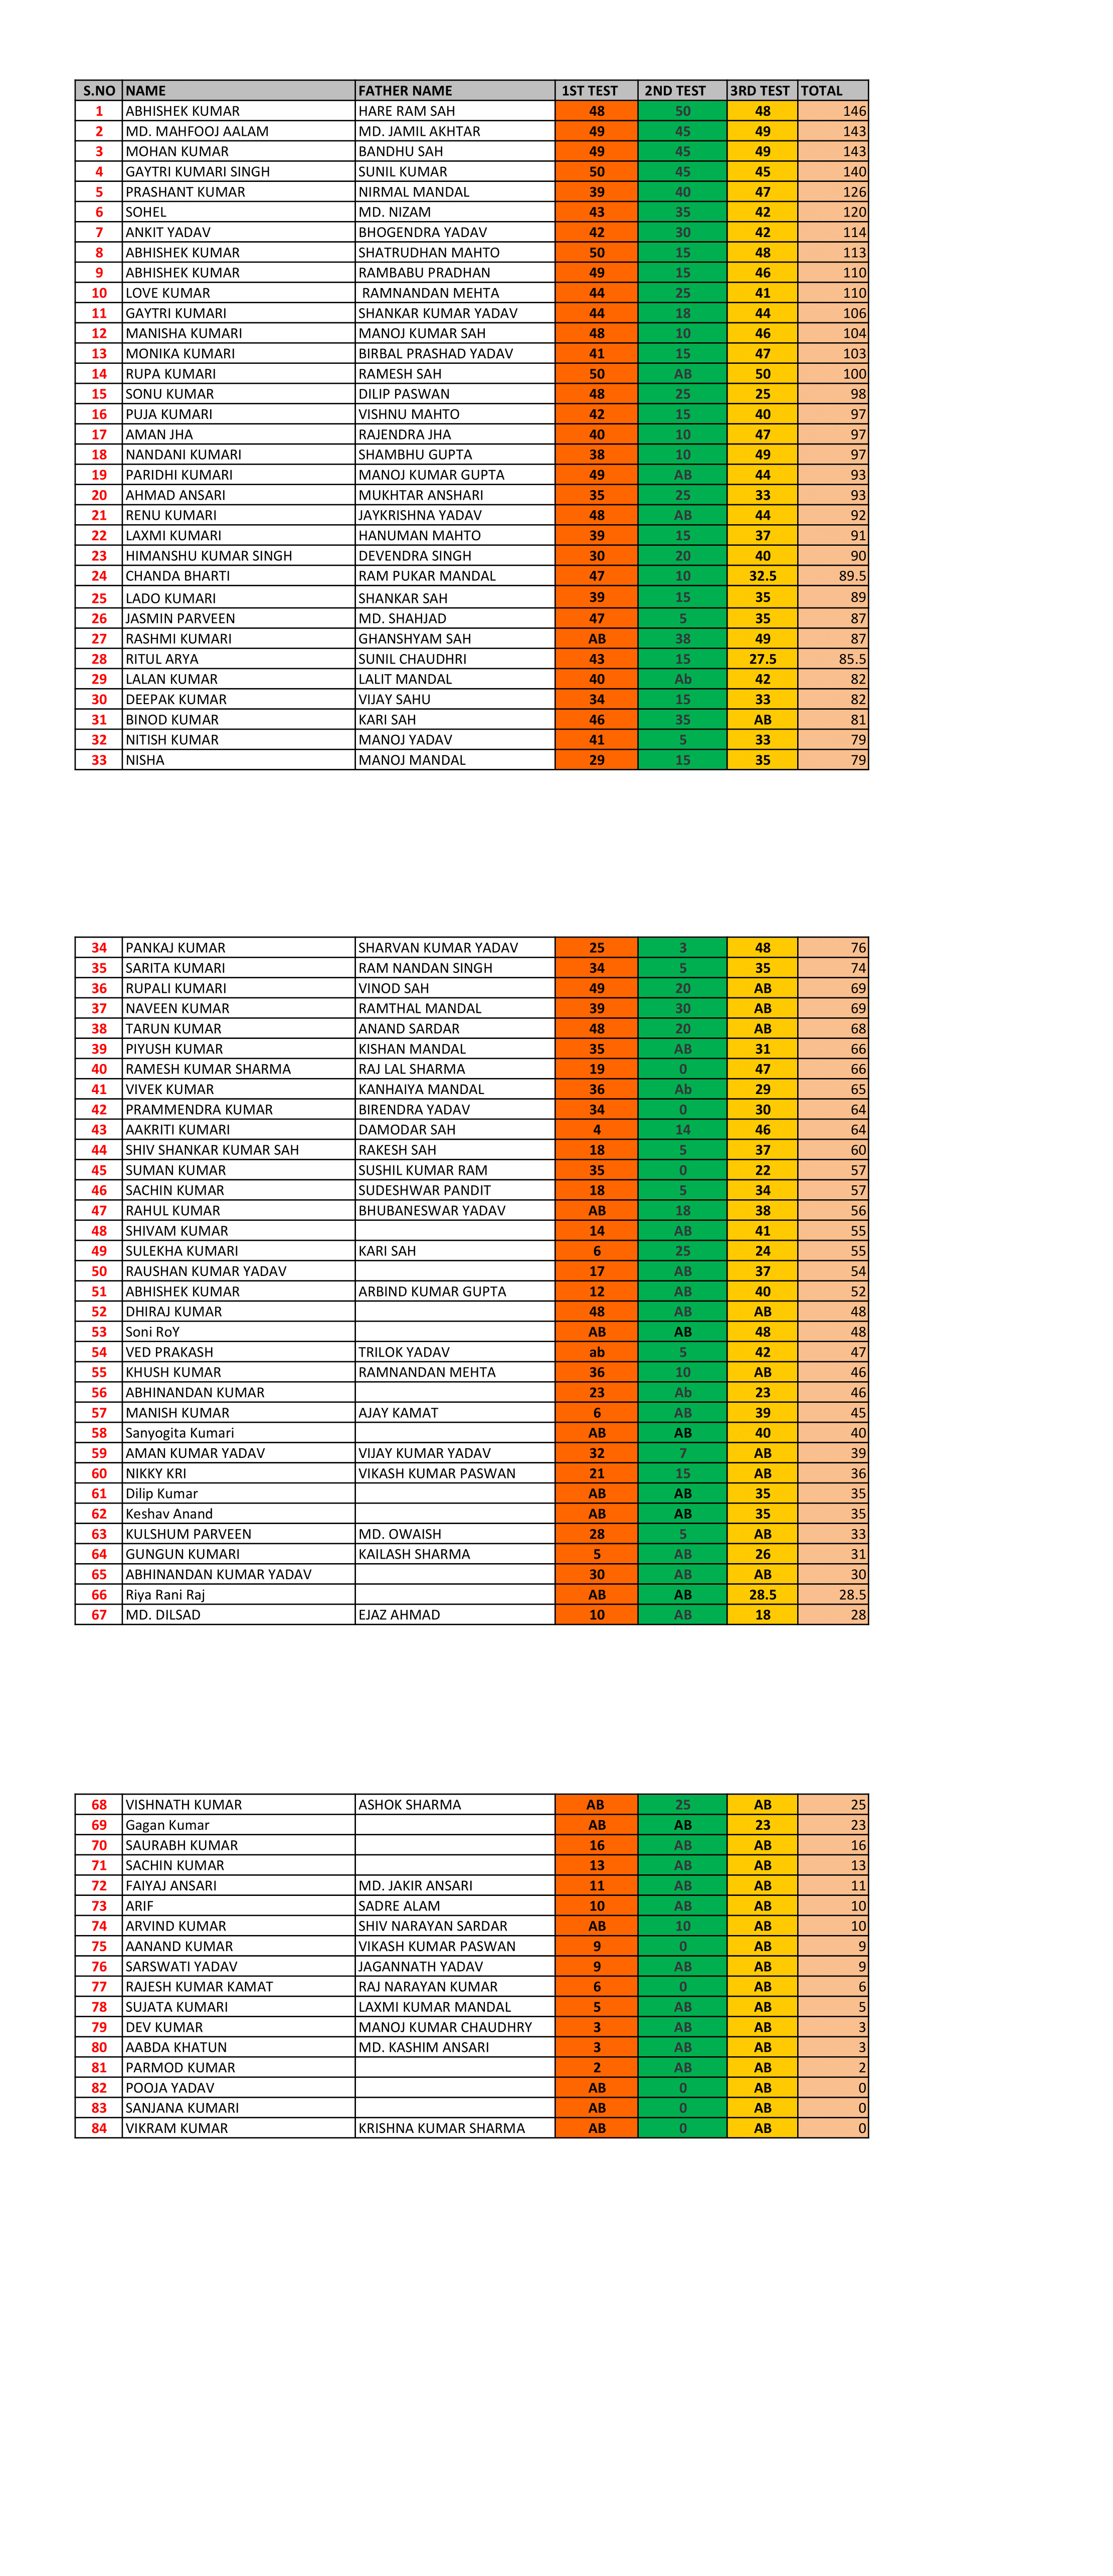 S.NO NAME FATHER NAME 1ST TEST 2ND TEST 3RD TEST TOTAL
1 ABHISHEK KUMAR HARE RAM SAH 48 50 48 146
2 MD. MAHFOOJ AALAM MD. JAMIL AKHTAR 49 45 49 143
3 MOHAN KUMAR BANDHU SAH 49 45 49 143
4 GAYTRI KUMARI SINGH SUNIL KUMAR 50 45 45 140
5 PRASHANT KUMAR NIRMAL MANDAL 39 40 47 126
6 SOHEL MD. NIZAM 43 35 42 120
7 ANKIT YADAV BHOGENDRA YADAV 42 30 42 114
8 ABHISHEK KUMAR SHATRUDHAN MAHTO 50 15 48 113
9 ABHISHEK KUMAR RAMBABU PRADHAN 49 15 46 110
10 LOVE KUMAR RAMNANDAN MEHTA 44 25 41 110
11 GAYTRI KUMARI SHANKAR KUMAR YADAV 44 18 44 106
12 MANISHA KUMARI MANOJ KUMAR SAH 48 10 46 104
13 MONIKA KUMARI BIRBAL PRASHAD YADAV 41 15 47 103
14 RUPA KUMARI RAMESH SAH 50 AB 50 100
15 SONU KUMAR DILIP PASWAN 48 25 25 98
16 PUJA KUMARI VISHNU MAHTO 42 15 40 97
17 AMAN JHA RAJENDRA JHA 40 10 47 97
18 NANDANI KUMARI SHAMBHU GUPTA 38 10 49 97
19 PARIDHI KUMARI MANOJ KUMAR GUPTA 49 AB 44 93
20 AHMAD ANSARI MUKHTAR ANSHARI 35 25 33 93
21 RENU KUMARI JAYKRISHNA YADAV 48 AB 44 92
22 LAXMI KUMARI HANUMAN MAHTO 39 15 37 91
23 HIMANSHU KUMAR SINGH DEVENDRA SINGH 30 20 40 90
24 CHANDA BHARTI RAM PUKAR MANDAL 47 10 32.5 89.5
25 LADO KUMARI SHANKAR SAH 39 15 35 89
26 JASMIN PARVEEN MD. SHAHJAD 47 5 35 87
27 RASHMI KUMARI GHANSHYAM SAH AB 38 49 87
28 RITUL ARYA SUNIL CHAUDHRI 43 15 27.5 85.5
29 LALAN KUMAR LALIT MANDAL 40 Ab 42 82
30 DEEPAK KUMAR VIJAY SAHU 34 15 33 82
31 BINOD KUMAR KARI SAH 46 35 AB 81
32 NITISH KUMAR MANOJ YADAV 41 5 33 79
33 NISHA MANOJ MANDAL 29 15 35 79
34 PANKAJ KUMAR SHARVAN KUMAR YADAV 25 3 48 76
35 SARITA KUMARI RAM NANDAN SINGH 34 5 35 74
36 RUPALI KUMARI VINOD SAH 49 20 AB 69
37 NAVEEN KUMAR RAMTHAL MANDAL 39 30 AB 69
38 TARUN KUMAR ANAND SARDAR 48 20 AB 68
39 PIYUSH KUMAR KISHAN MANDAL 35 AB 31 66
40 RAMESH KUMAR SHARMA RAJ LAL SHARMA 19 0 47 66
41 VIVEK KUMAR KANHAIYA MANDAL 36 Ab 29 65
42 PRAMMENDRA KUMAR BIRENDRA YADAV 34 0 30 64
43 AAKRITI KUMARI DAMODAR SAH 4 14 46 64
44 SHIV SHANKAR KUMAR SAH RAKESH SAH 18 5 37 60
45 SUMAN KUMAR SUSHIL KUMAR RAM 35 0 22 57
46 SACHIN KUMAR SUDESHWAR PANDIT 18 5 34 57
47 RAHUL KUMAR BHUBANESWAR YADAV AB 18 38 56
48 SHIVAM KUMAR 14 AB 41 55
49 SULEKHA KUMARI KARI SAH 6 25 24 55
50 RAUSHAN KUMAR YADAV 17 AB 37 54
51 ABHISHEK KUMAR ARBIND KUMAR GUPTA 12 AB 40 52
52 DHIRAJ KUMAR 48 AB AB 48
53 Soni RoY AB AB 48 48
54 VED PRAKASH TRILOK YADAV ab 5 42 47
55 KHUSH KUMAR RAMNANDAN MEHTA 36 10 AB 46
56 ABHINANDAN KUMAR 23 Ab 23 46
57 MANISH KUMAR AJAY KAMAT 6 AB 39 45
58 Sanyogita Kumari AB AB 40 40
59 AMAN KUMAR YADAV VIJAY KUMAR YADAV 32 7 AB 39
60 NIKKY KRI VIKASH KUMAR PASWAN 21 15 AB 36
61 Dilip Kumar AB AB 35 35
62 Keshav Anand AB AB 35 35
63 KULSHUM PARVEEN MD. OWAISH 28 5 AB 33
64 GUNGUN KUMARI KAILASH SHARMA 5 AB 26 31
65 ABHINANDAN KUMAR YADAV 30 AB AB 30
66 Riya Rani Raj AB AB 28.5 28.5
67 MD. DILSAD EJAZ AHMAD 10 AB 18 28
68 VISHNATH KUMAR ASHOK SHARMA AB 25 AB 25
69 Gagan Kumar AB AB 23 23
70 SAURABH KUMAR 16 AB AB 16
71 SACHIN KUMAR 13 AB AB 13
72 FAIYAJ ANSARI MD. JAKIR ANSARI 11 AB AB 11
73 ARIF SADRE ALAM 10 AB AB 10
74 ARVIND KUMAR SHIV NARAYAN SARDAR AB 10 AB 10
75 AANAND KUMAR VIKASH KUMAR PASWAN 9 0 AB 9
76 SARSWATI YADAV JAGANNATH YADAV 9 AB AB 9
77 RAJESH KUMAR KAMAT RAJ NARAYAN KUMAR 6 0 AB 6
78 SUJATA KUMARI LAXMI KUMAR MANDAL 5 AB AB 5
79 DEV KUMAR MANOJ KUMAR CHAUDHRY 3 AB AB 3
80 AABDA KHATUN MD. KASHIM ANSARI 3 AB AB 3
81 PARMOD KUMAR 2 AB AB 2
82 POOJA YADAV AB 0 AB 0
83 SANJANA KUMARI AB 0 AB 0
84 VIKRAM KUMAR KRISHNA KUMAR SHARMA AB 0 AB 0